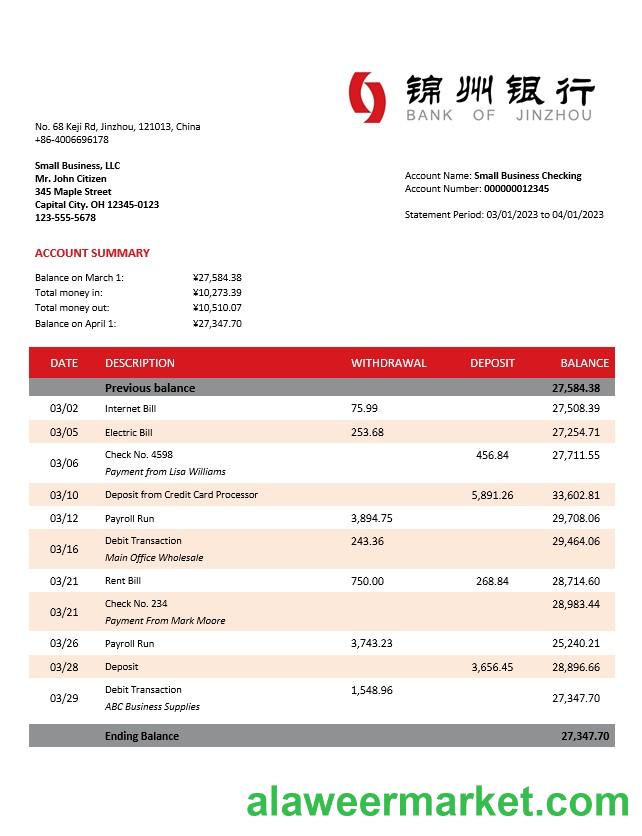 锦州银行
BANK OF JINZHOU
No. 68 Keji Rd, Jinzhou, 121013, China
+86-4006696178
Small Business, LLC
Mr. John Citizen
345 Maple Street
Capital City. OH 12345-0123
123-555-5678
Account Name: Small Business Checking
Account Number: 000000012345
Statement Period: 03/01/2023 to 04/01/2023
ACCOUNT SUMMARY
Balance on March 1: ¥27,584.38
Total money in: ¥10,273.39
Total money out: ¥10,510.07
Balance on April 1: ¥27,347.70
DATE DESCRIPTION WITHDRAWAL DEPOSIT BALANCE
Previous balance 27,584.38
03/02 Internet Bill 75.99 27,508.39
03/05 Electric Bill 253.68 27,254.71
03/06 Check No. 4598 456.84 27,711.55
Payment from Lisa Williams
03/10 Deposit from Credit Card Processor 5,891.26 33,602.81
03/12 Payroll Run 3,894.75 29,708.06
03/16 Debit Transaction 243.36 29,464.06
Main Office Wholesale
03/21 Rent Bill 750.00 268.84 28,714.60
03/21 Check No. 234 28,983.44
Payment From Mark Moore
03/26 Payroll Run 3,743.23 25,240.21
03/28 Deposit 3,656.45 28,896.66
03/29 Debit Transaction 1,548.96 27,347.70
ABC Business Supplies
Ending Balance 27,347.70
alaweermarket.com